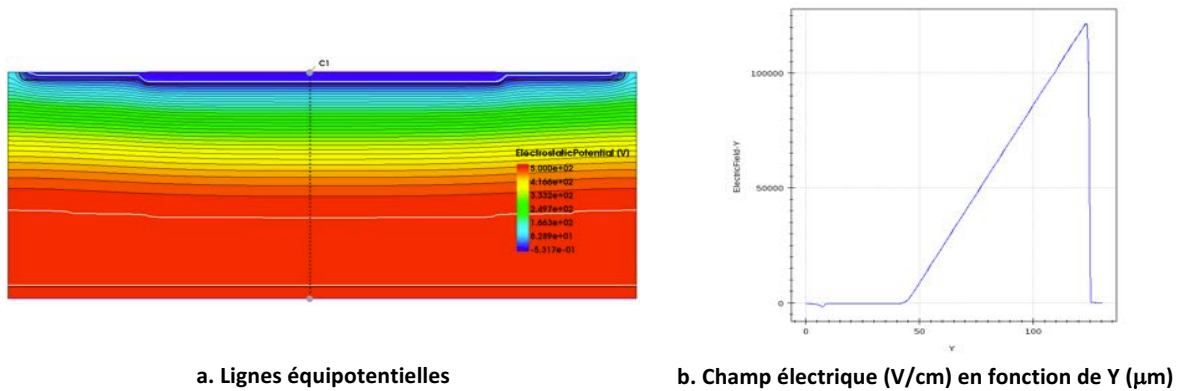 C1
ElectrostaticPotential (V)
5.000e+02
4.166e+02
3.332e+02
2.497e+02
1.663e+02
8.289e+01
-5.317e-01
100000
50000
0
ElectricField-Y
0
50
100
Y
a. Lignes équipotentielles
b. Champ électrique (V/cm) en fonction de Y (μm)